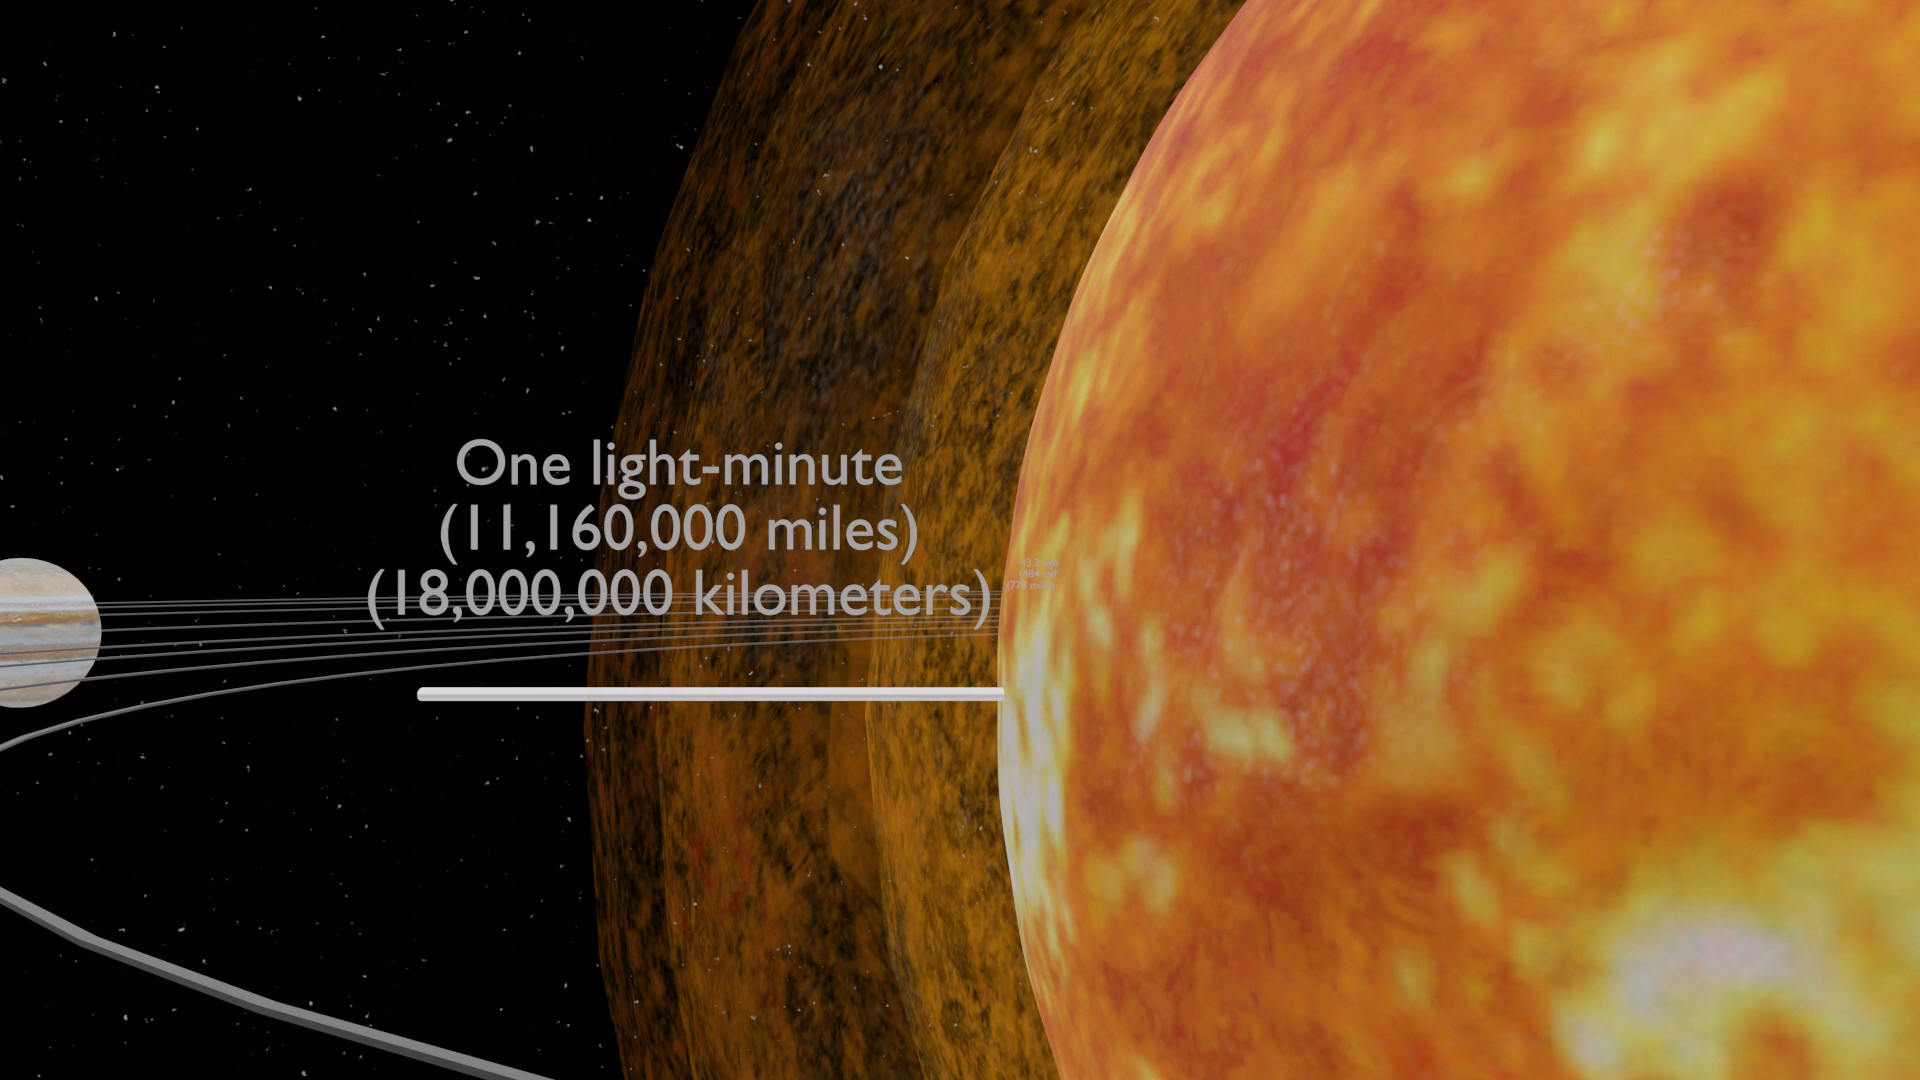 One light-minute
(11,160,000 miles)
(18,000,000 kilometers)